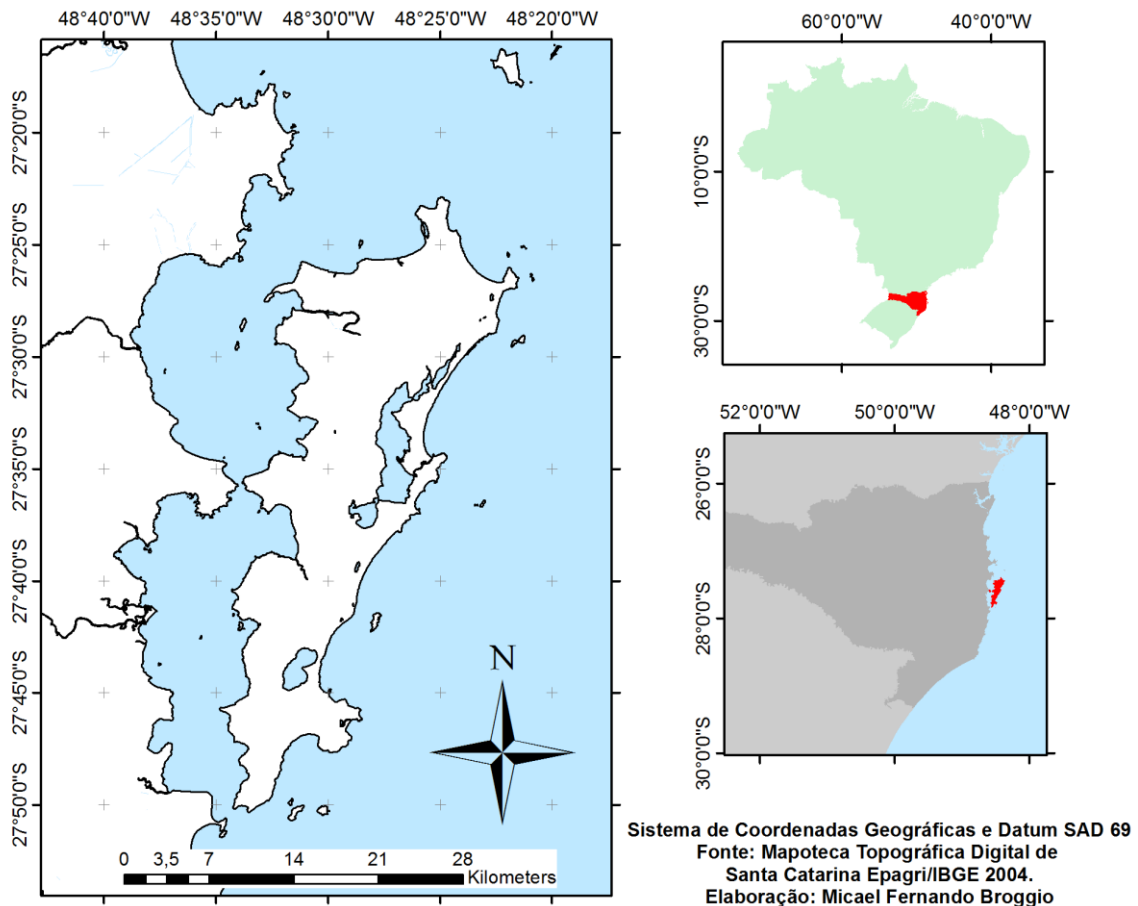 48°40'0"W 48°35'0"W 48°30'0"W 48°25'0"W 48°20'0"W
27°20'0"S
27°25'0"S
27°30'0"S
27°35'0"S
27°40'0"S
27°45'0"S
27°50'0"S
N
0 3,5 7 14 21 28
Kilometers
60°0'0"W 40°0'0"W
10°0'0"S
30°0'0"S
52°0'0"W 50°0'0"W 48°0'0"W
26°0'0"S
28°0'0"S
30°0'0"S
Sistema de Coordenadas Geográficas e Datum SAD 69
Fonte: Mapoteca Topográfica Digital de
Santa Catarina Epagri/IBGE 2004.
Elaboração: Micael Fernando Broggio